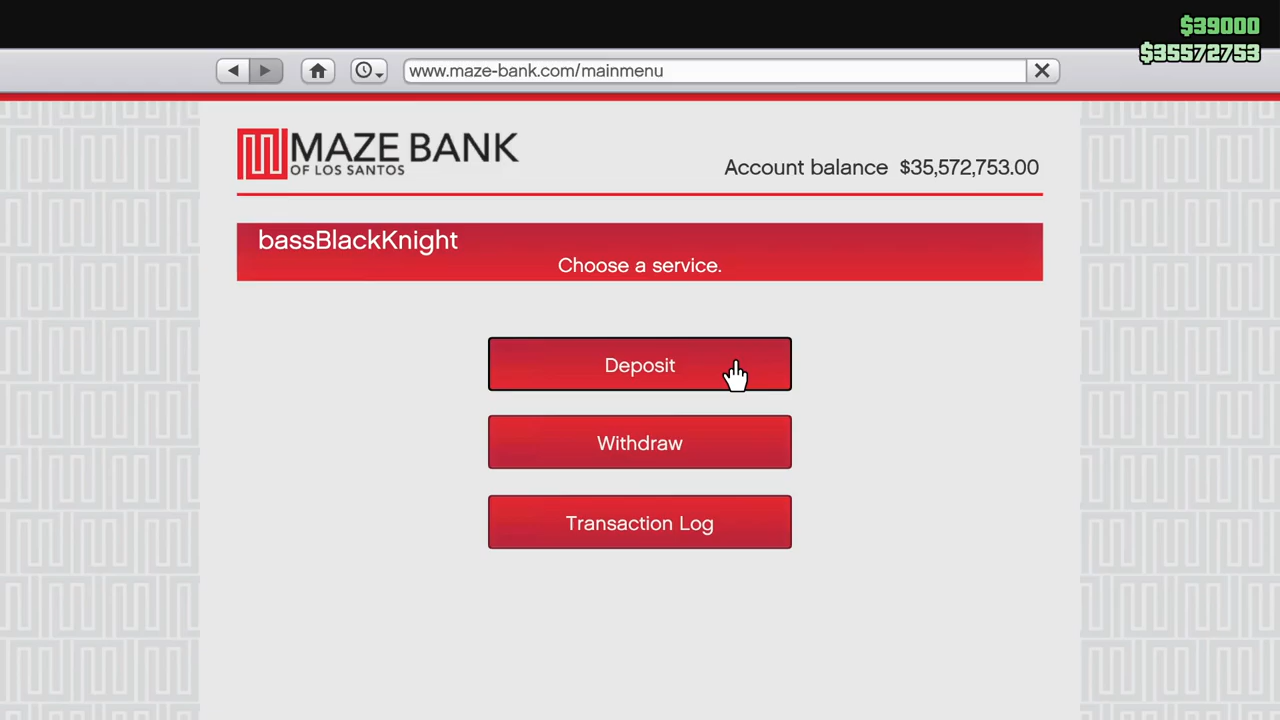 $39000
$35572753
www.maze-bank.com/mainmenu
MAZE BANK
OF LOS SANTOS
Account balance $35,572,753.00
bassBlackKnight
Choose a service.
Deposit
Withdraw
Transaction Log